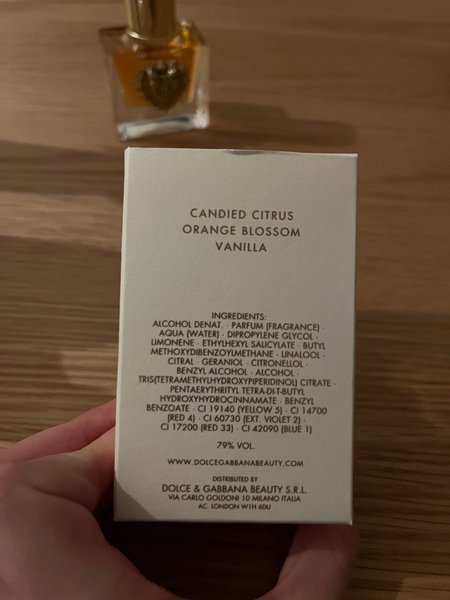 CANDIED CITRUS
ORANGE BLOSSOM
VANILLA
INGREDIENTS:
ALCOHOL DENAT. · PARFUM (FRAGRANCE) ·
AQUA (WATER) · DIPROPYLENE GLYCOL ·
LIMONENE · ETHYLHEXYL SALICYLATE · BUTYL
METHOXYDIBENZOYLMETHANE · LINALOOL ·
CITRAL · GERANIOL · CITRONELLOL ·
BENZYL ALCOHOL · ALCOHOL ·
TRIS(TETRAMETHYLHYDROXYPIPERIDINOL) CITRATE ·
PENTAERYTHRITYL TETRA-DI-T-BUTYL
HYDROXYHYDROCINNAMATE · BENZYL
BENZOATE · CI 19140 (YELLOW 5) · CI 14700
(RED 4) · CI 60730 (EXT. VIOLET 2) ·
CI 17200 (RED 33) · CI 42090 (BLUE 1)
79% VOL.
WWW.DOLCEGABBANABEAUTY.COM
DISTRIBUTED BY
DOLCE & GABBANA BEAUTY S.R.L.
VIA CARLO GOLDONI 10 MILANO ITALIA
AC. LONDON W1H 6DU